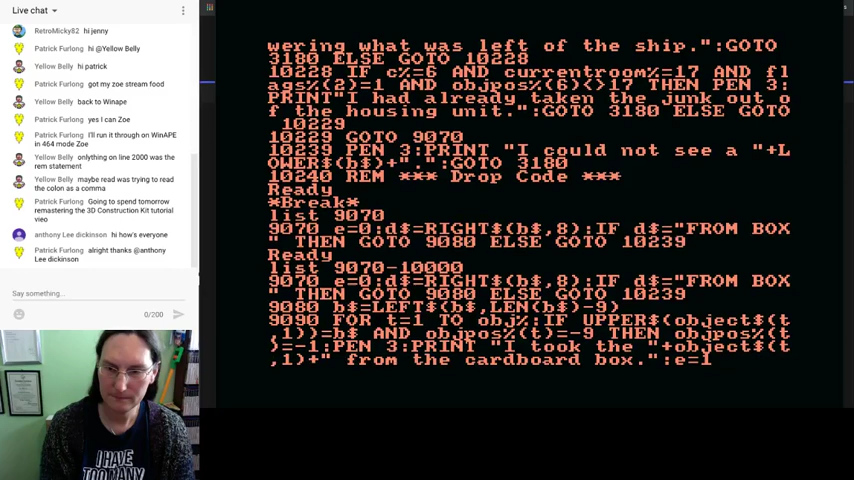 Live chat
RetroMicky82 hi jenny
Patrick Furlong hi @Yellow Belly
Yellow Belly hi patrick
Patrick Furlong got my zoe stream food
Yellow Belly back to Winape
Patrick Furlong yes I can Zoe
Patrick Furlong I'll run it through on WinAPE
in 464 mode Zoe
Yellow Belly onlything on line 2000 was the
rem statement
Yellow Belly maybe read was trying to read
the colon as a comma
Patrick Furlong Going to spend tomorrow
remastering the 3D Construction Kit tutorial
vieo
anthony Lee dickinson hi how's everyone
Patrick Furlong alright thanks @anthony
Lee dickinson
Say something...
0/200
I HAVE
TOO MANY
wering what was left of the ship.":GOTO
3180 ELSE GOTO 10228
10228 IF c%=6 AND currentroom%=17 AND fl
ags%(2)=1 AND objpos%(6)<>17 THEN PEN 3:
PRINT"I had already taken the junk out o
f the housing unit.":GOTO 3180 ELSE GOTO
10229
10229 GOTO 9070
10239 PEN 3:PRINT "I could not see a "+L
OWER$(b$)+".":GOTO 3180
10240 REM *** Drop Code ***
Ready
*Break*
list 9070
9070 e=0:d$=RIGHT$(b$,8):IF d$="FROM BOX
" THEN GOTO 9080 ELSE GOTO 10239
Ready
list 9070-10000
9070 e=0:d$=RIGHT$(b$,8):IF d$="FROM BOX
" THEN GOTO 9080 ELSE GOTO 10239
9080 b$=LEFT$(b$,LEN(b$)-9)
9090 FOR t=1 TO obj%:IF UPPER$(object$(t
,1))=b$ AND objpos%(t)=-9 THEN objpos%(t
)=-1:PEN 3:PRINT "I took the "+object$(t
,1)+" from the cardboard box.":e=1